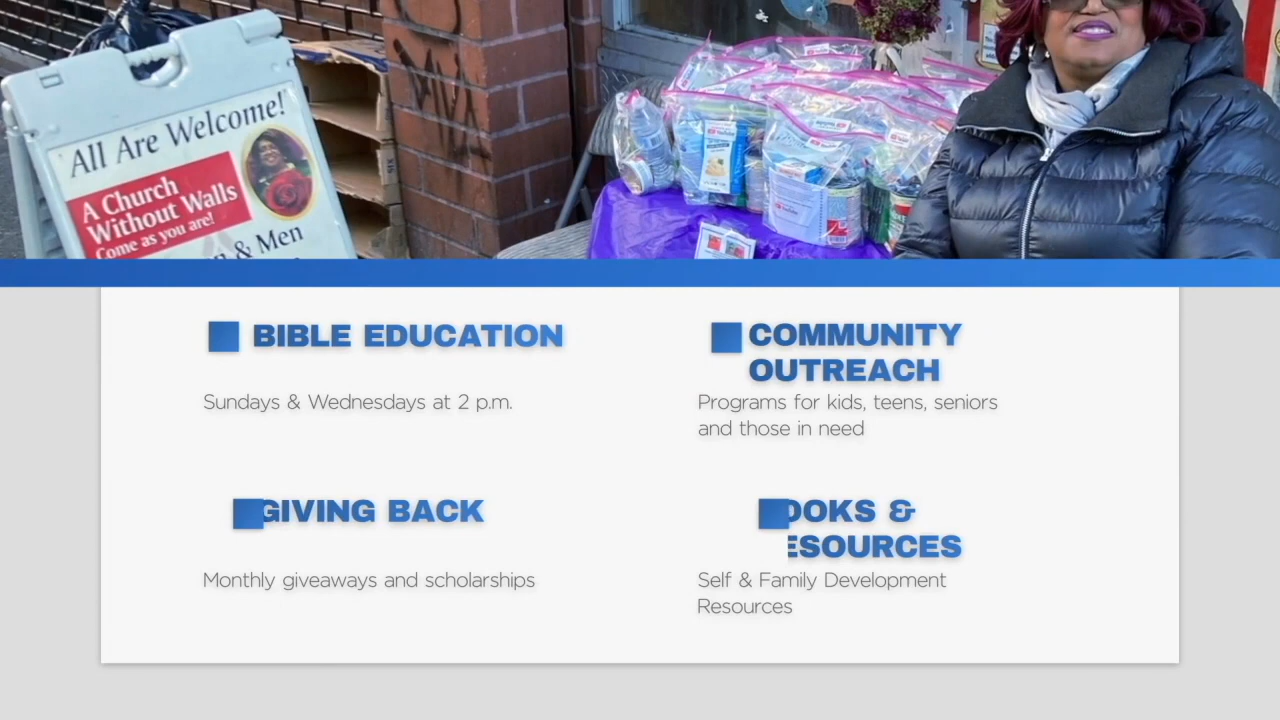 All Are Welcome!
A Church
Without Walls
Come as you are!
& Men
BIBLE EDUCATION
Sundays & Wednesdays at 2 p.m.
COMMUNITY
OUTREACH
Programs for kids, teens, seniors
and those in need
GIVING BACK
Monthly giveaways and scholarships
OOKS &
ESOURCES
Self & Family Development
Resources